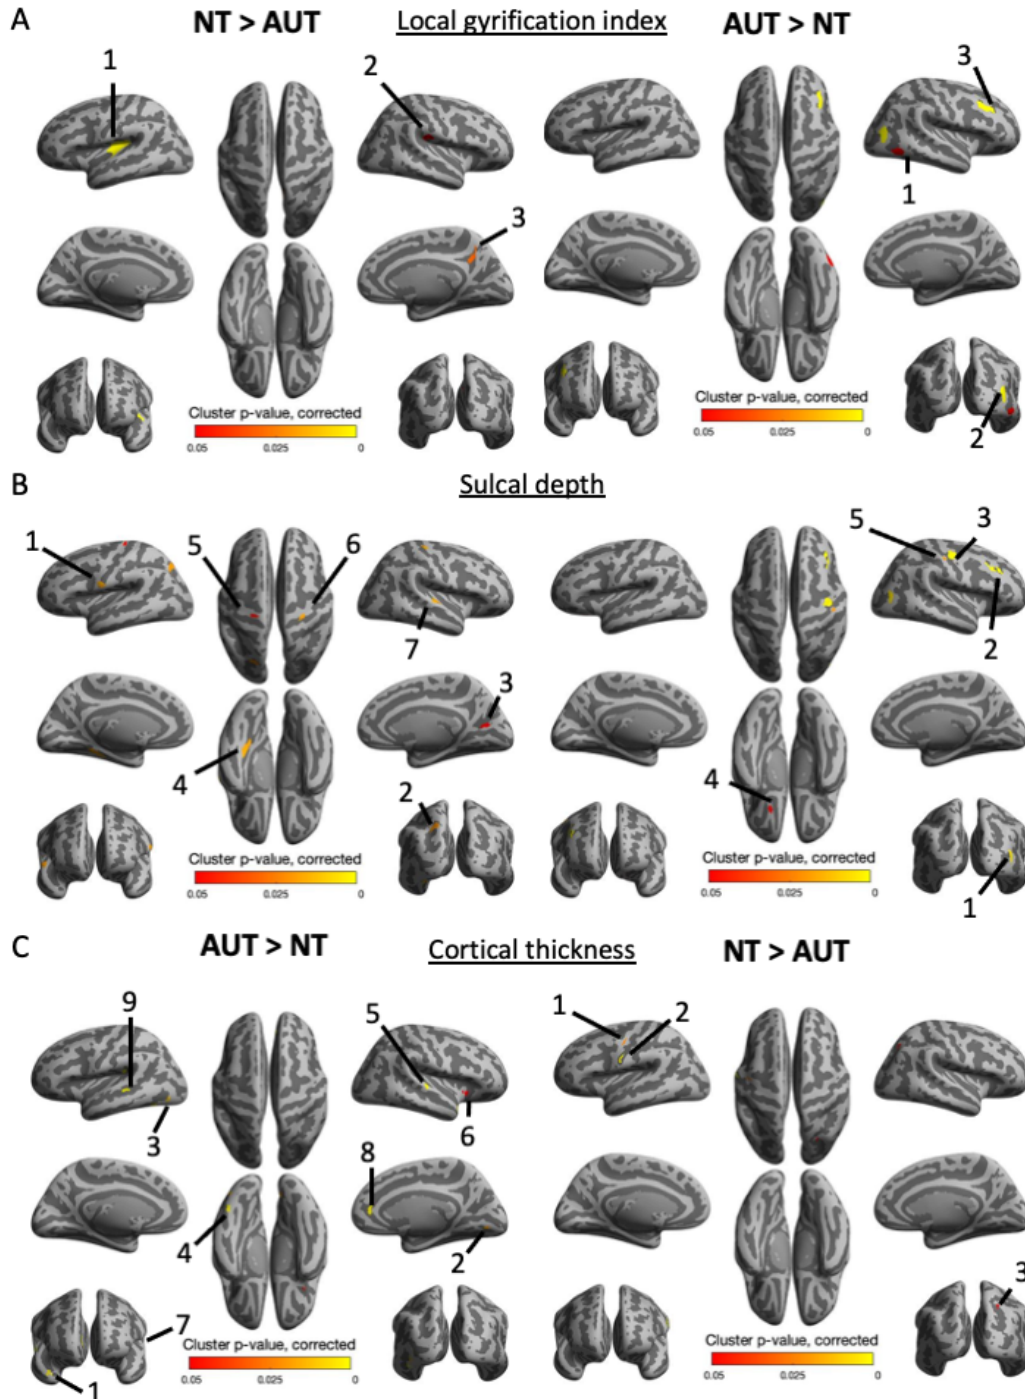 A
NT > AUT
Local gyrification index
AUT > NT
1
2
3
3
1
2
Cluster p-value, corrected
0.05 0.025 0
Cluster p-value, corrected
0.05 0.025 0
B
Sulcal depth
1
5
6
7
3
4
2
5
3
2
4
1
Cluster p-value, corrected
0.05 0.025 0
Cluster p-value, corrected
0.05 0.025 0
C
AUT > NT
Cortical thickness
NT > AUT
9
3
5
6
8
4
2
7
1
1
2
3
Cluster p-value, corrected
0.05 0.025 0
Cluster p-value, corrected
0.05 0.025 0